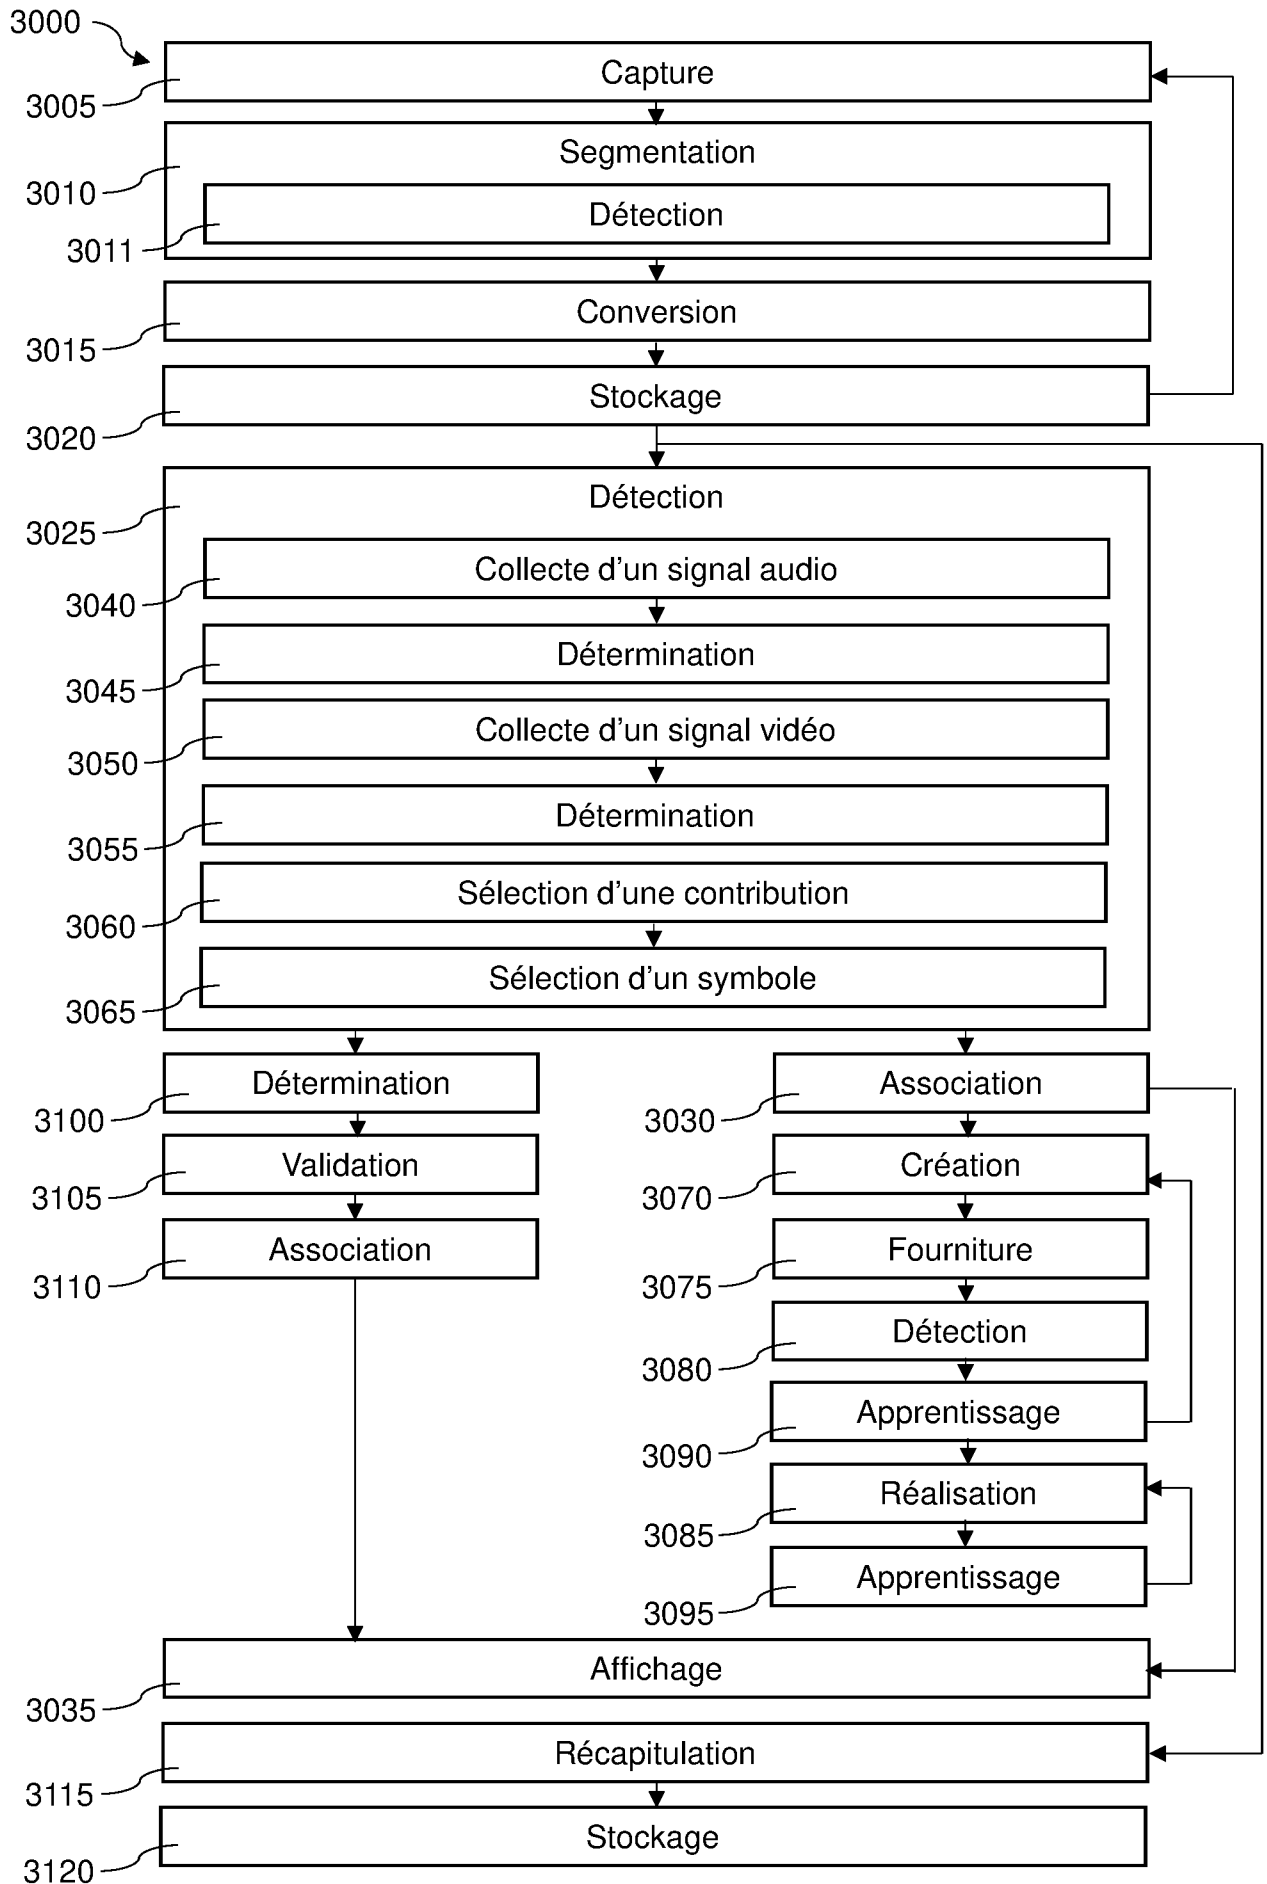 3000
Capture
3005
Segmentation
3010
Détection
3011
Conversion
3015
Stockage
3020
Détection
3025
Collecte d'un signal audio
3040
Détermination
3045
Collecte d'un signal vidéo
3050
Détermination
3055
Sélection d'une contribution
3060
Sélection d'un symbole
3065
Détermination
3100
Validation
3105
Association
3110
Association
3030
Création
3070
Fourniture
3075
Détection
3080
Apprentissage
3090
Réalisation
3085
Apprentissage
3095
Affichage
3035
Récapitulation
3115
Stockage
3120